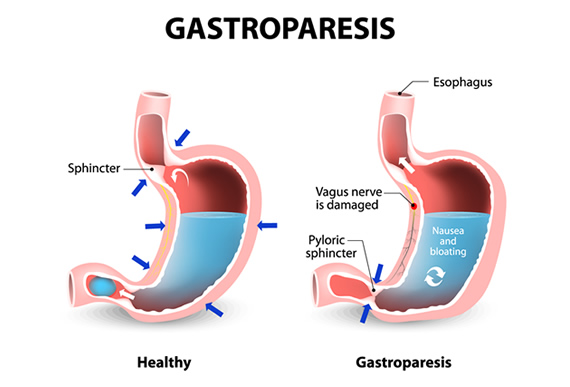 GASTROPARESIS
Esophagus
Sphincter
Vagus nerve
is damaged
Pyloric
sphincter
Nausea
and
bloating
Healthy
Gastroparesis